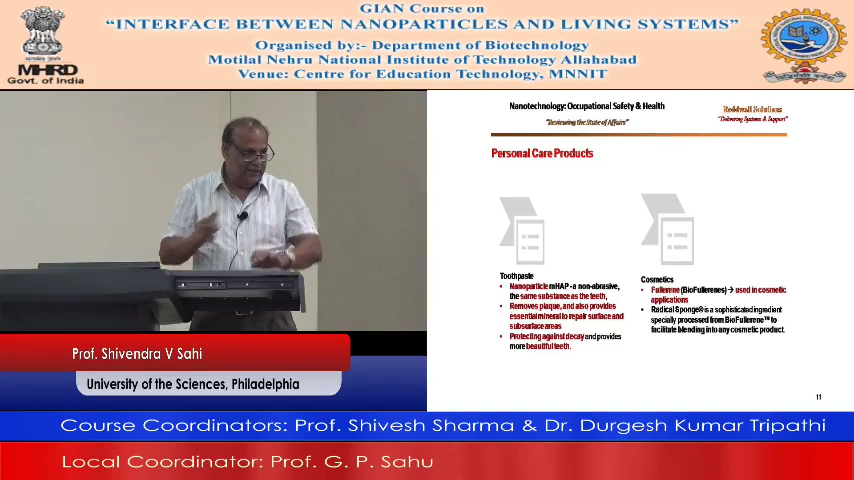 GIAN Course on
“INTERFACE BETWEEN NANOPARTICLES AND LIVING SYSTEMS”
Organised by:- Department of Biotechnology
Motilal Nehru National Institute of Technology Allahabad
Venue: Centre for Education Technology, MNNIT
MHRD
Govt. of India
Nanotechnology: Occupational Safety & Health
"Reviewing the State of Affairs"
Reddwall Solutions
"Delivering Systems & Support"
Personal Care Products
Toothpaste
• Nanoparticle mHAP - a non-abrasive,
the same substance as the teeth,
• Removes plaque, and also provides
essential mineral to repair surface and
subsurface areas
• Protecting against decay and provides
more beautiful teeth.
Cosmetics
• Fullerene (BioFullerenes) → used in cosmetic
applications
• Radical Sponge® is a sophisticated ingredient
specially processed from BioFullerene™ to
facilitate blending into any cosmetic product.
11
Prof. Shivendra V Sahi
University of the Sciences, Philadelphia
Course Coordinators: Prof. Shivesh Sharma & Dr. Durgesh Kumar Tripathi
Local Coordinator: Prof. G. P. Sahu